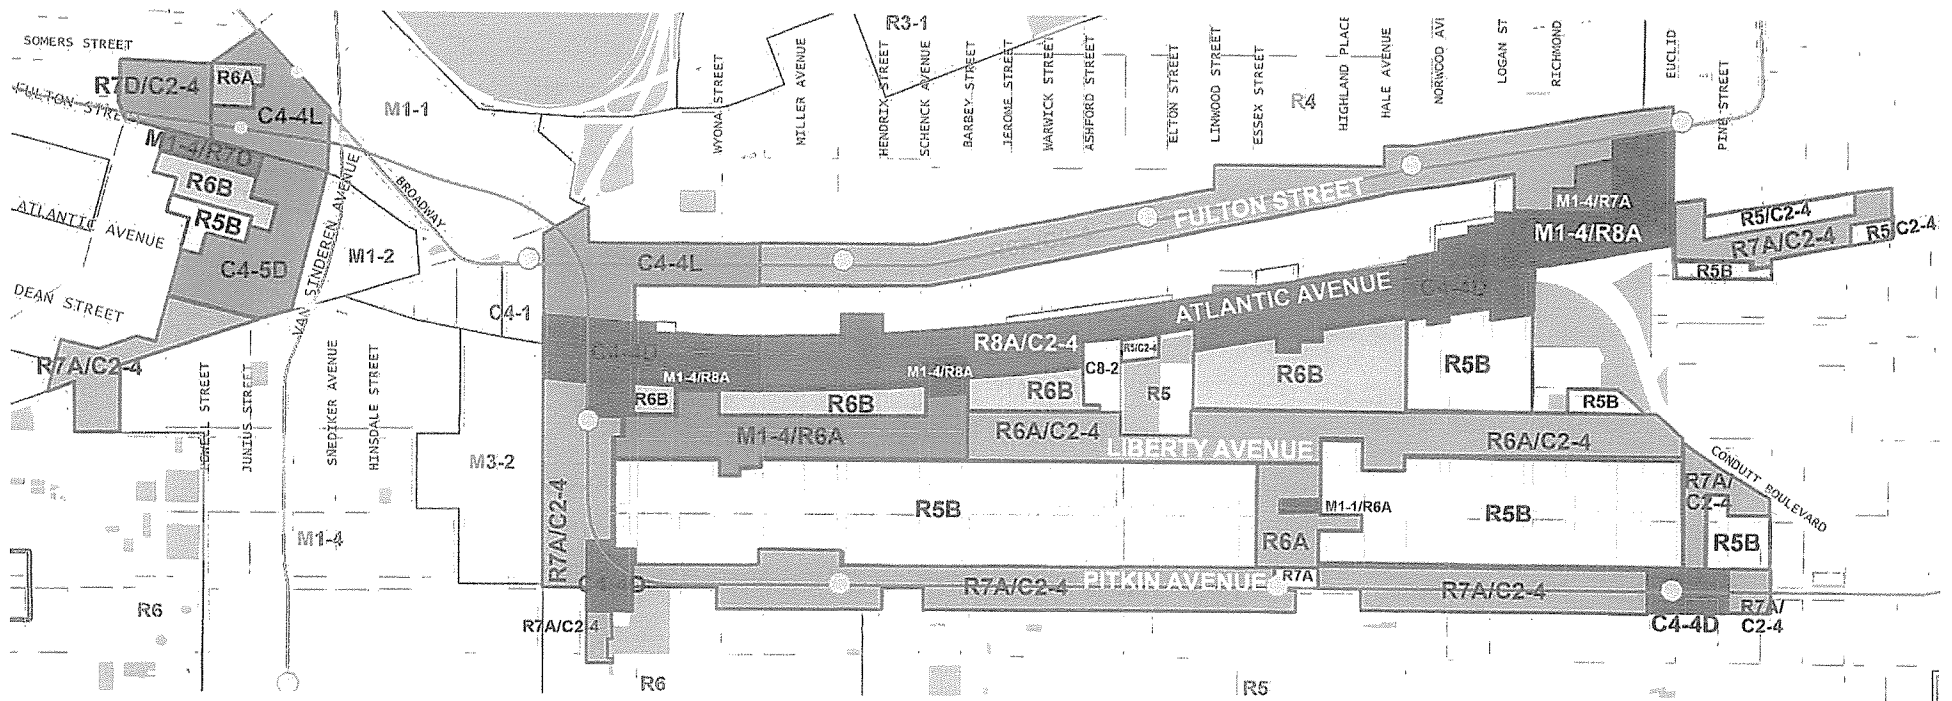 SOMERS STREET
R7D/C2-4
R6A
FULTON STREET
C4-4L
M1-4/R7D
R6B
R5B
ATLANTIC AVENUE
C4-5D
DEAN STREET
R7A/C2-4
M1-1
VAN SINDEREN AVENUE
BROADWAY
M1-2
C4-1
JUNIUS STREET
SNEDIKER AVENUE
HINSDALE STREET
M3-2
M1-4
R6
R3-1
WYONA STREET
MILLER AVENUE
HENDRIX STREET
SCHENCK AVENUE
BARBEY STREET
JEROME STREET
WARWICK STREET
ASHFORD STREET
ELTON STREET
LINWOOD STREET
ESSEX STREET
R4
HIGHLAND PLACE
HALE AVENUE
NORWOOD AVE
LOGAN ST
RICHMOND
EUCLID
PINE STREET
FULTON STREET
C4-4L
M1-4/R7A
M1-4/R8A
R5/C2-4
R7A/C2-4
R5/C2-4
R5B
ATLANTIC AVENUE
C4-4D
C4-4D
R8A/C2-4
M1-4/R8A
M1-4/R8A
R5/C2-4
C8-2
R6B
R6B
R6B
R5
R6B
R5B
R5B
M1-4/R6A
R6A/C2-4
LIBERTY AVENUE
R6A/C2-4
CONDUIT BOULEVARD
R7A/C2-4
R5B
R6A
M1-1/R6A
R5B
R7A/
C2-4
R5B
C4-4D
R7A/C2-4
PITKIN AVENUE
R7A
R7A/C2-4
R7A/C2-4
C4-4D
R7A/
C2-4
R6
R5